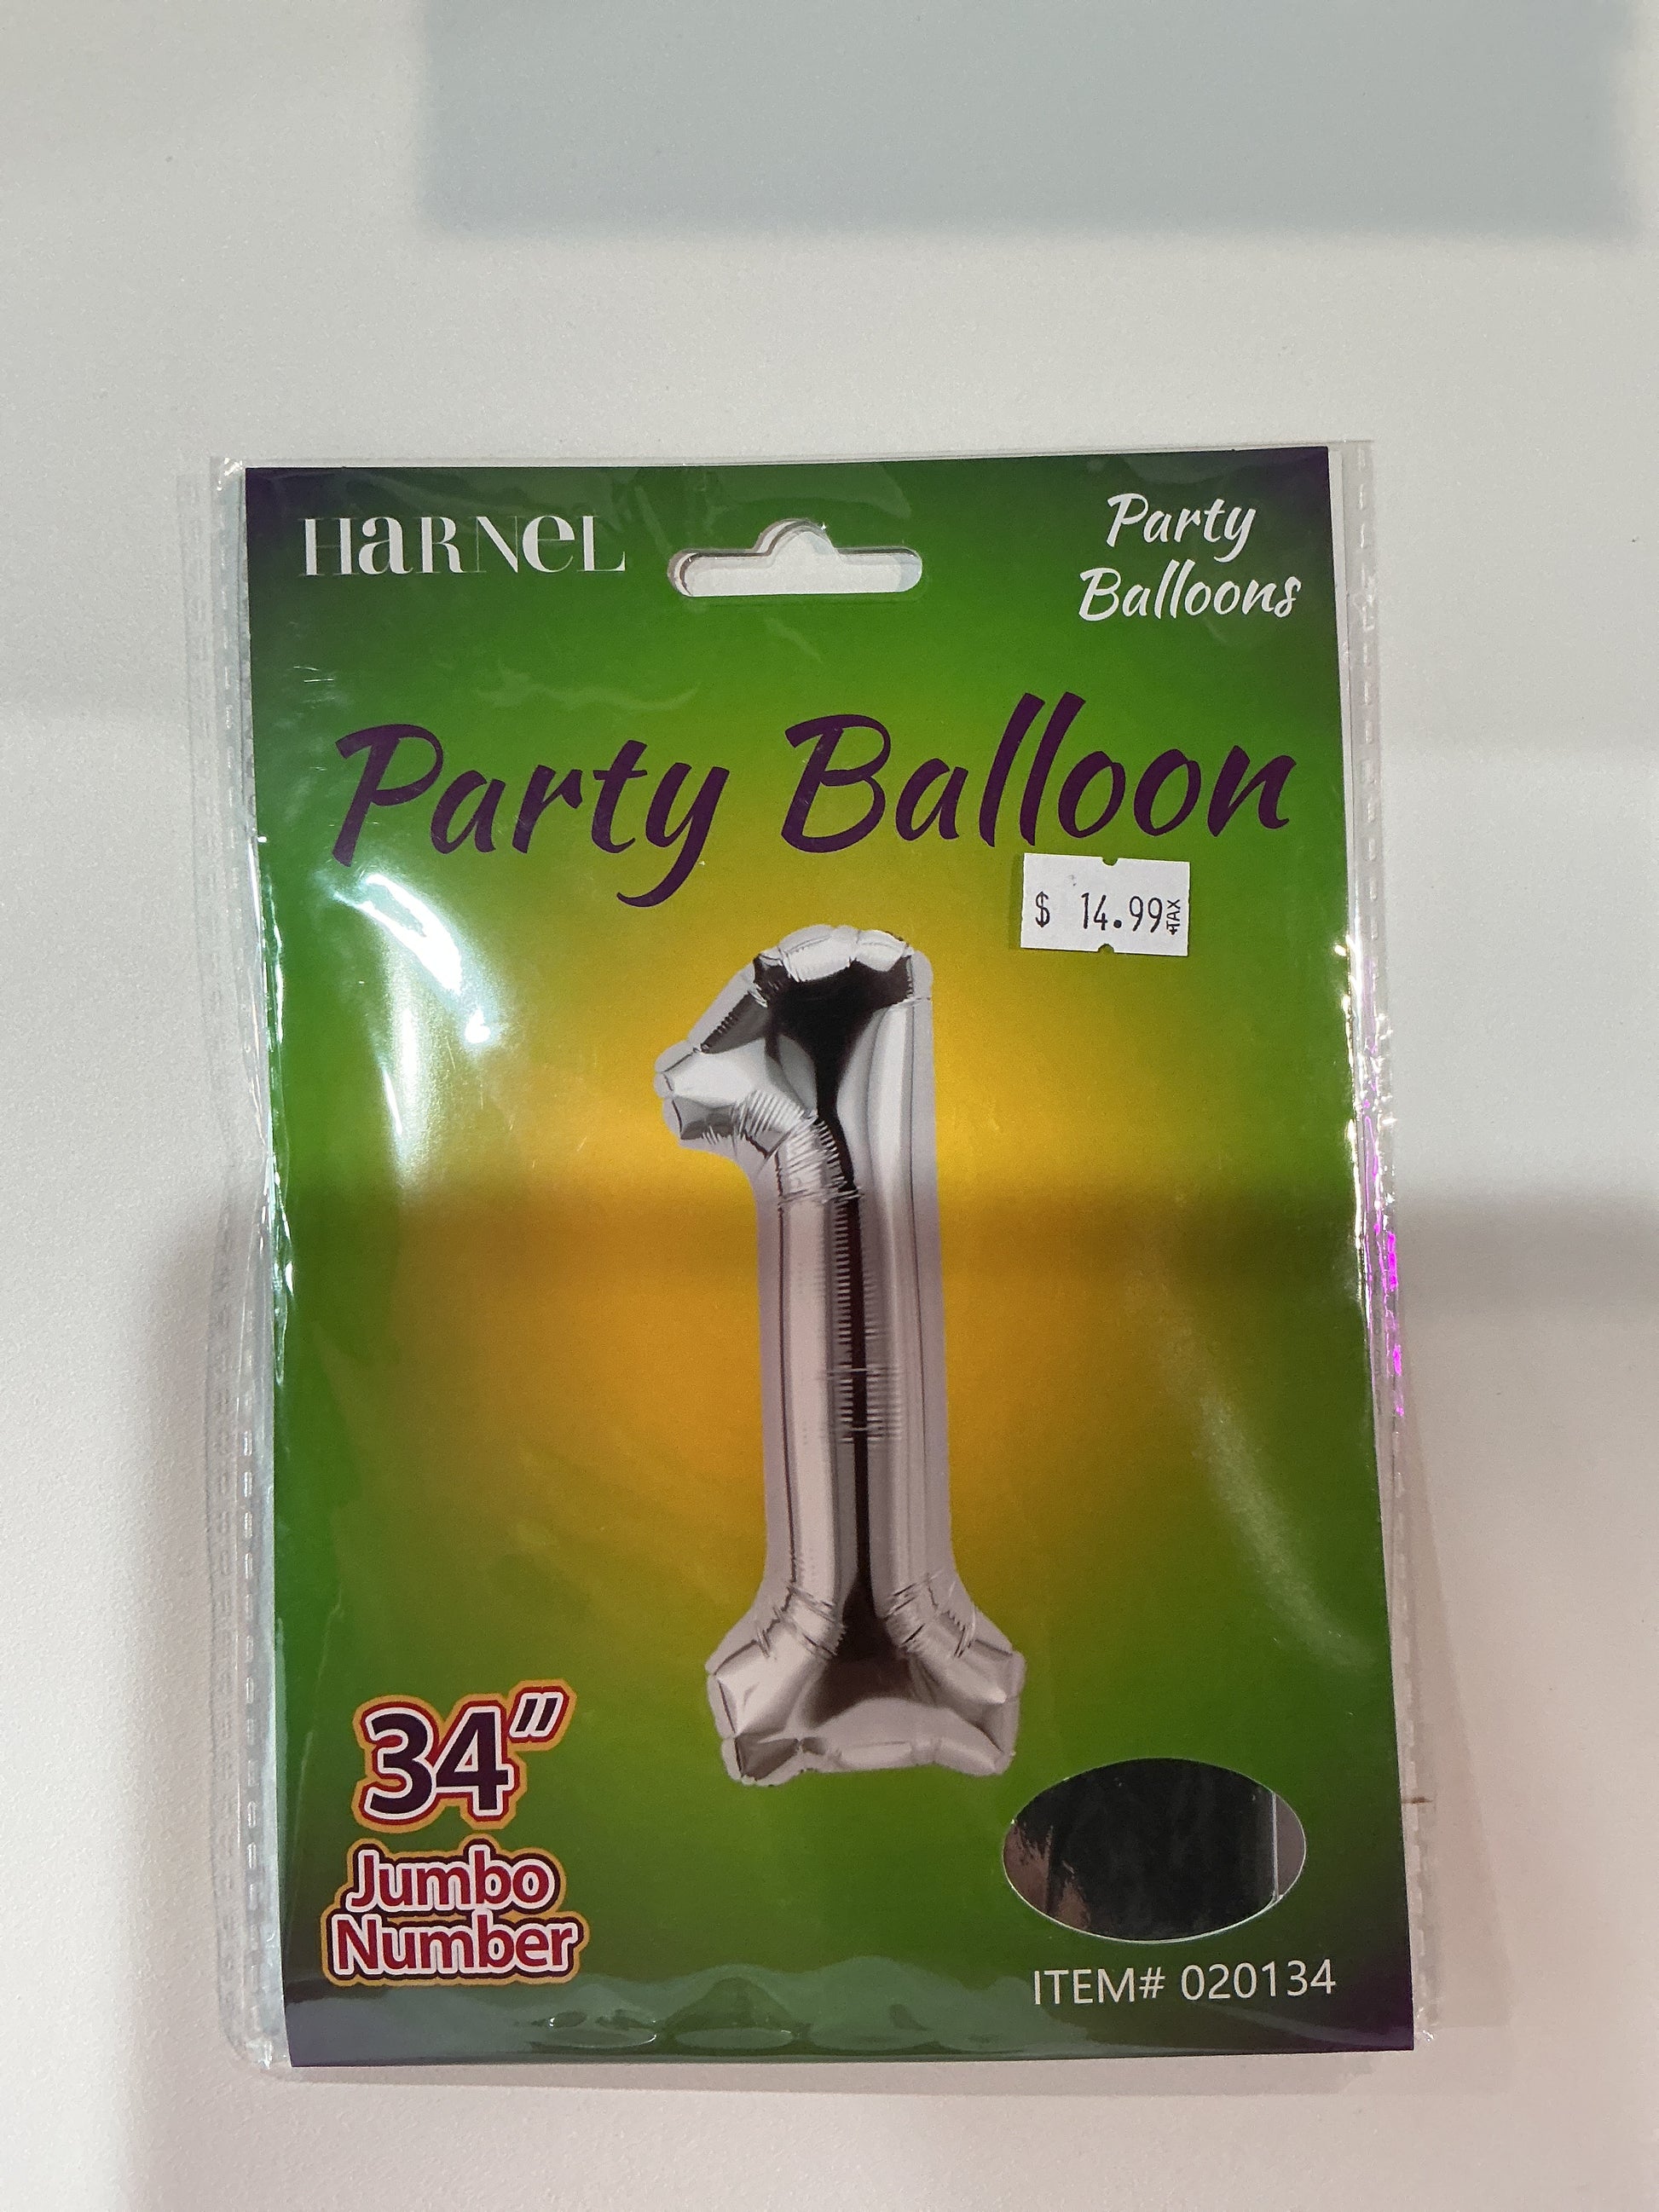 HaRNeL
Party
Balloons
Party Balloon
$ 14.99 +TAX
34"
Jumbo
Number
ITEM# 020134